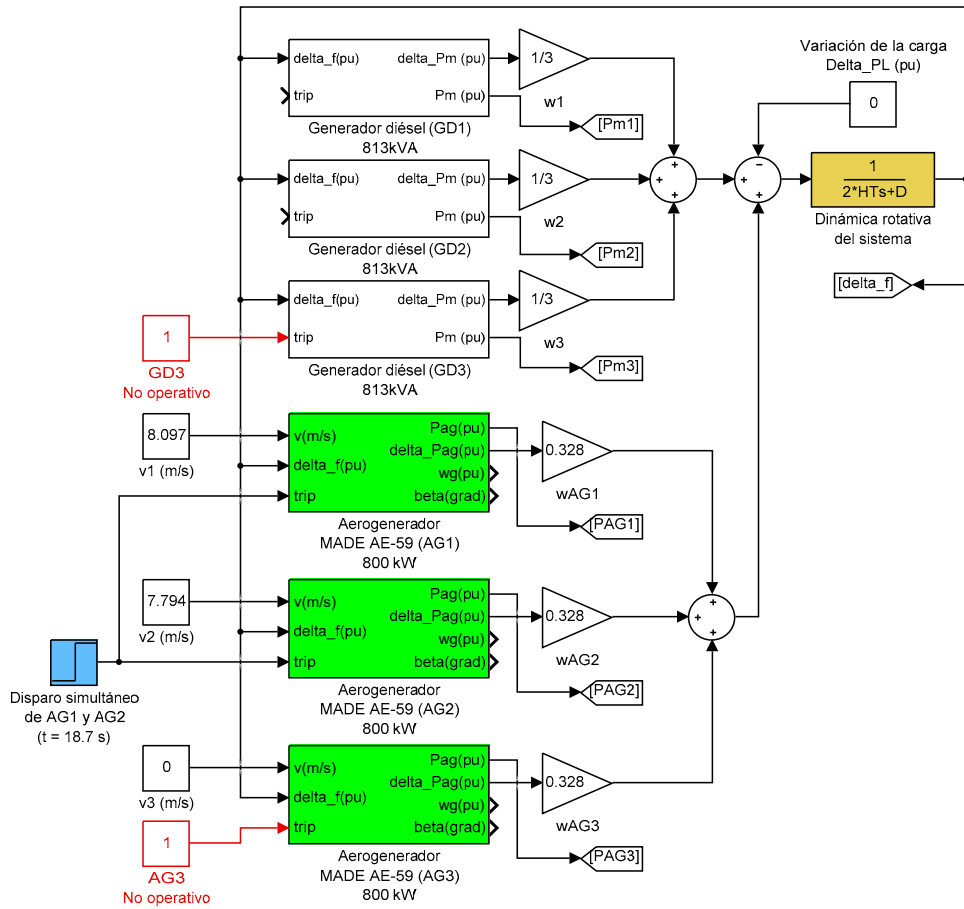 Variación de la carga
Delta_PL (pu)
0
delta_f(pu)
delta_Pm (pu)
trip
Pm (pu)
1/3
w1
[Pm1]
Generador diésel (GD1)
813kVA
delta_f(pu)
delta_Pm (pu)
trip
Pm (pu)
1/3
w2
[Pm2]
Generador diésel (GD2)
813kVA
delta_f(pu)
delta_Pm (pu)
trip
Pm (pu)
1/3
w3
[Pm3]
Generador diésel (GD3)
813kVA
1
GD3
No operativo
+
+
+
−
+
+
1
2*HTs+D
Dinámica rotativa
del sistema
[delta_f]
8.097
v1 (m/s)
v(m/s)
delta_f(pu)
trip
Pag(pu)
delta_Pag(pu)
wg(pu)
beta(grad)
0.328
wAG1
[PAG1]
Aerogenerador
MADE AE-59 (AG1)
800 kW
7.794
v2 (m/s)
v(m/s)
delta_f(pu)
trip
Pag(pu)
delta_Pag(pu)
wg(pu)
beta(grad)
0.328
wAG2
[PAG2]
Aerogenerador
MADE AE-59 (AG2)
800 kW
+
+
+
Disparo simultáneo
de AG1 y AG2
(t = 18.7 s)
0
v3 (m/s)
v(m/s)
delta_f(pu)
trip
Pag(pu)
delta_Pag(pu)
wg(pu)
beta(grad)
0.328
wAG3
[PAG3]
Aerogenerador
MADE AE-59 (AG3)
800 kW
1
AG3
No operativo